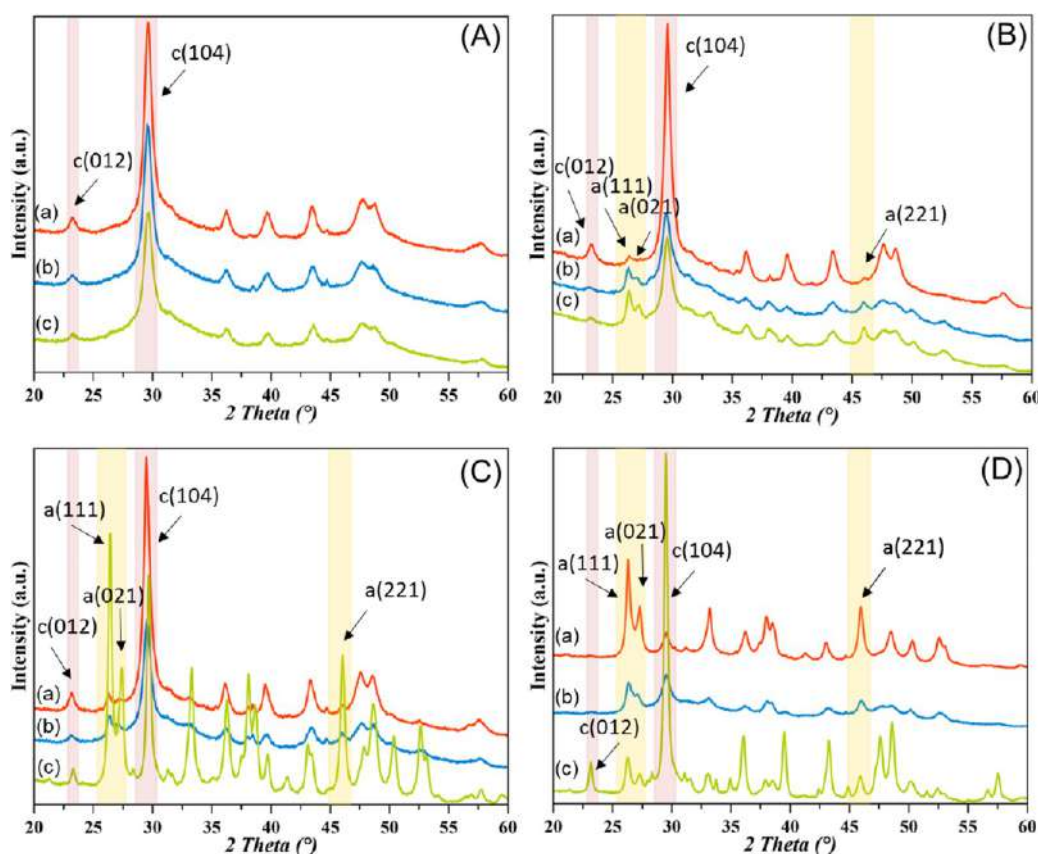 (A)
c(104)
c(012)
(a)
(b)
(c)
Intensity (a.u.)
20 25 30 35 40 45 50 55 60
2 Theta (°)
(B)
c(104)
c(012)
a(111)
a(021)
a(221)
(a)
(b)
(c)
Intensity (a.u.)
20 25 30 35 40 45 50 55 60
2 Theta (°)
(C)
c(104)
a(111)
a(021)
a(221)
c(012)
(a)
(b)
(c)
Intensity (a.u.)
20 25 30 35 40 45 50 55 60
2 Theta (°)
(D)
a(021)
a(111)
c(104)
a(221)
(a)
(b)
c(012)
(c)
Intensity (a.u.)
20 25 30 35 40 45 50 55 60
2 Theta (°)